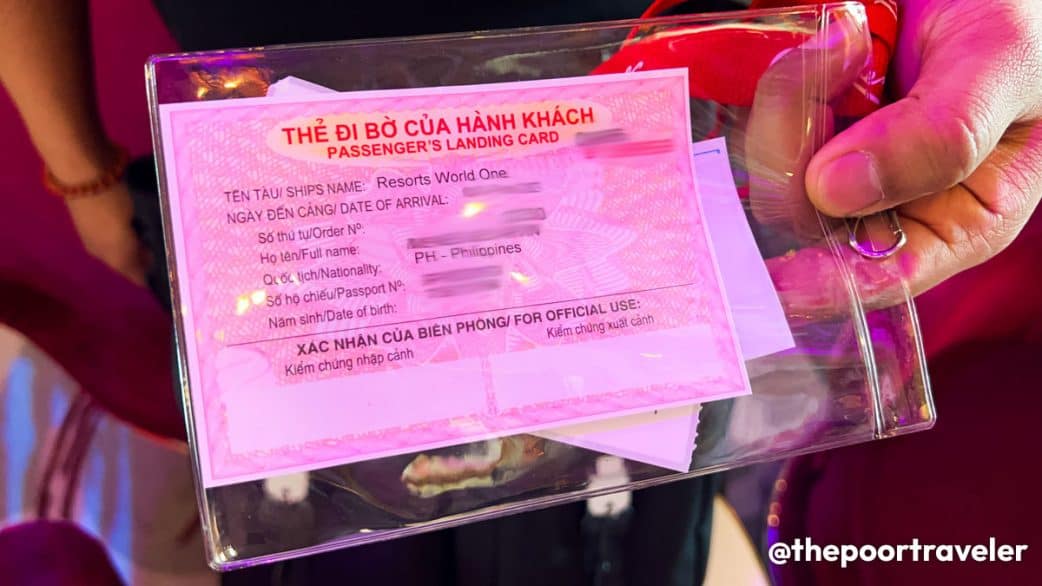 THẺ ĐI BỜ CỦA HÀNH KHÁCH
PASSENGER'S LANDING CARD
TÊN TÀU/ SHIPS NAME: Resorts World One
NGÀY ĐẾN CẢNG/ DATE OF ARRIVAL:
Số thứ tự/Order Nº:
Họ tên/Full name:
Quốc tịch/Nationality: PH - Philippines
Số hộ chiếu/Passport Nº:
Năm sinh/Date of birth:
XÁC NHẬN CỦA BIÊN PHÒNG/ FOR OFFICIAL USE:
Kiểm chứng nhập cảnh Kiểm chứng xuất cảnh
@thepoortraveler